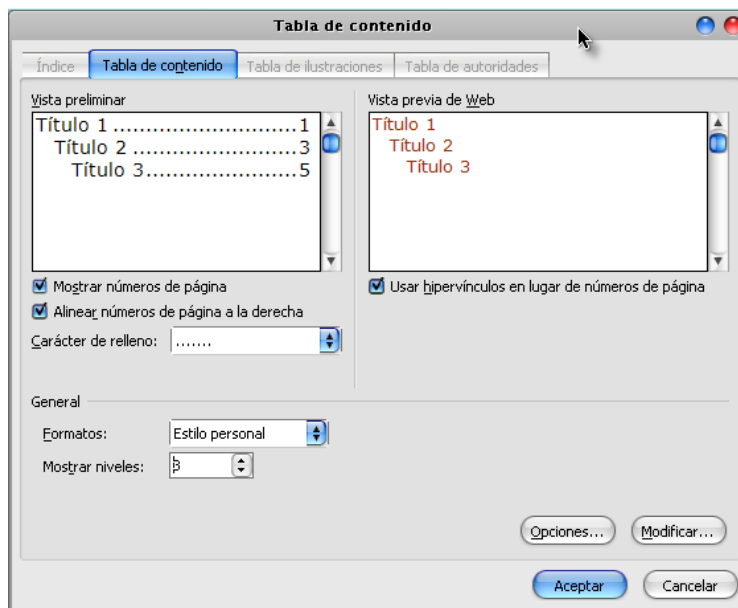 Tabla de contenido
Índice Tabla de contenido Tabla de ilustraciones Tabla de autoridades
Vista preliminar
Título 1 .............................1
Título 2 ........................3
Título 3.......................5
Mostrar números de página
Alinear números de página a la derecha
Carácter de relleno: .......
Vista previa de Web
Título 1
Título 2
Título 3
Usar hipervínculos en lugar de números de página
General
Formatos: Estilo personal
Mostrar niveles: 3
Opciones... Modificar...
Aceptar Cancelar